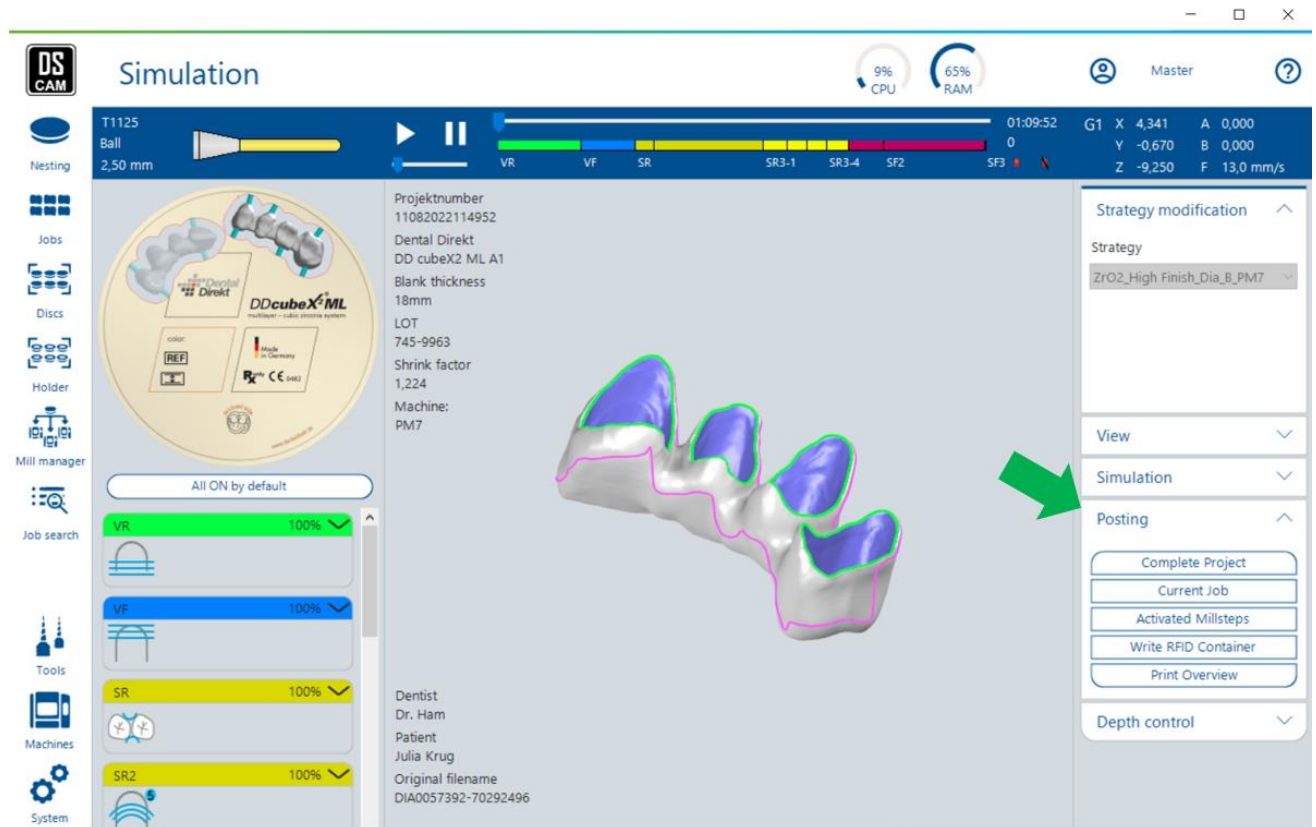 DS
CAM
Simulation
9%
CPU
65%
RAM
Master
Nesting
Jobs
Discs
Holder
Mill manager
Job search
Tools
Machines
System
T1125
Ball
2,50 mm
VR
VF
SR
SR3-1
SR3-4
SF2
SF3
01:09:52
0
G1 X 4,341 A 0,000
Y -0,670 B 0,000
Z -9,250 F 13,0 mm/s
Dental
Direkt
DDcubeX²ML
multilayer – cubic zirconia system
color:
REF
Made
in Germany
Rx only CE 0482
All ON by default
VR 100%
VF 100%
SR 100%
SR2 100%
S
Projektnumber
11082022114952
Dental Direkt
DD cubeX2 ML A1
Blank thickness
18mm
LOT
745-9963
Shrink factor
1,224
Machine:
PM7
Dentist
Dr. Ham
Patient
Julia Krug
Original filename
DIA0057392-70292496
Strategy modification
Strategy
ZrO2_High Finish_Dia_B_PM7
View
Simulation
Posting
Complete Project
Current Job
Activated Millsteps
Write RFID Container
Print Overview
Depth control